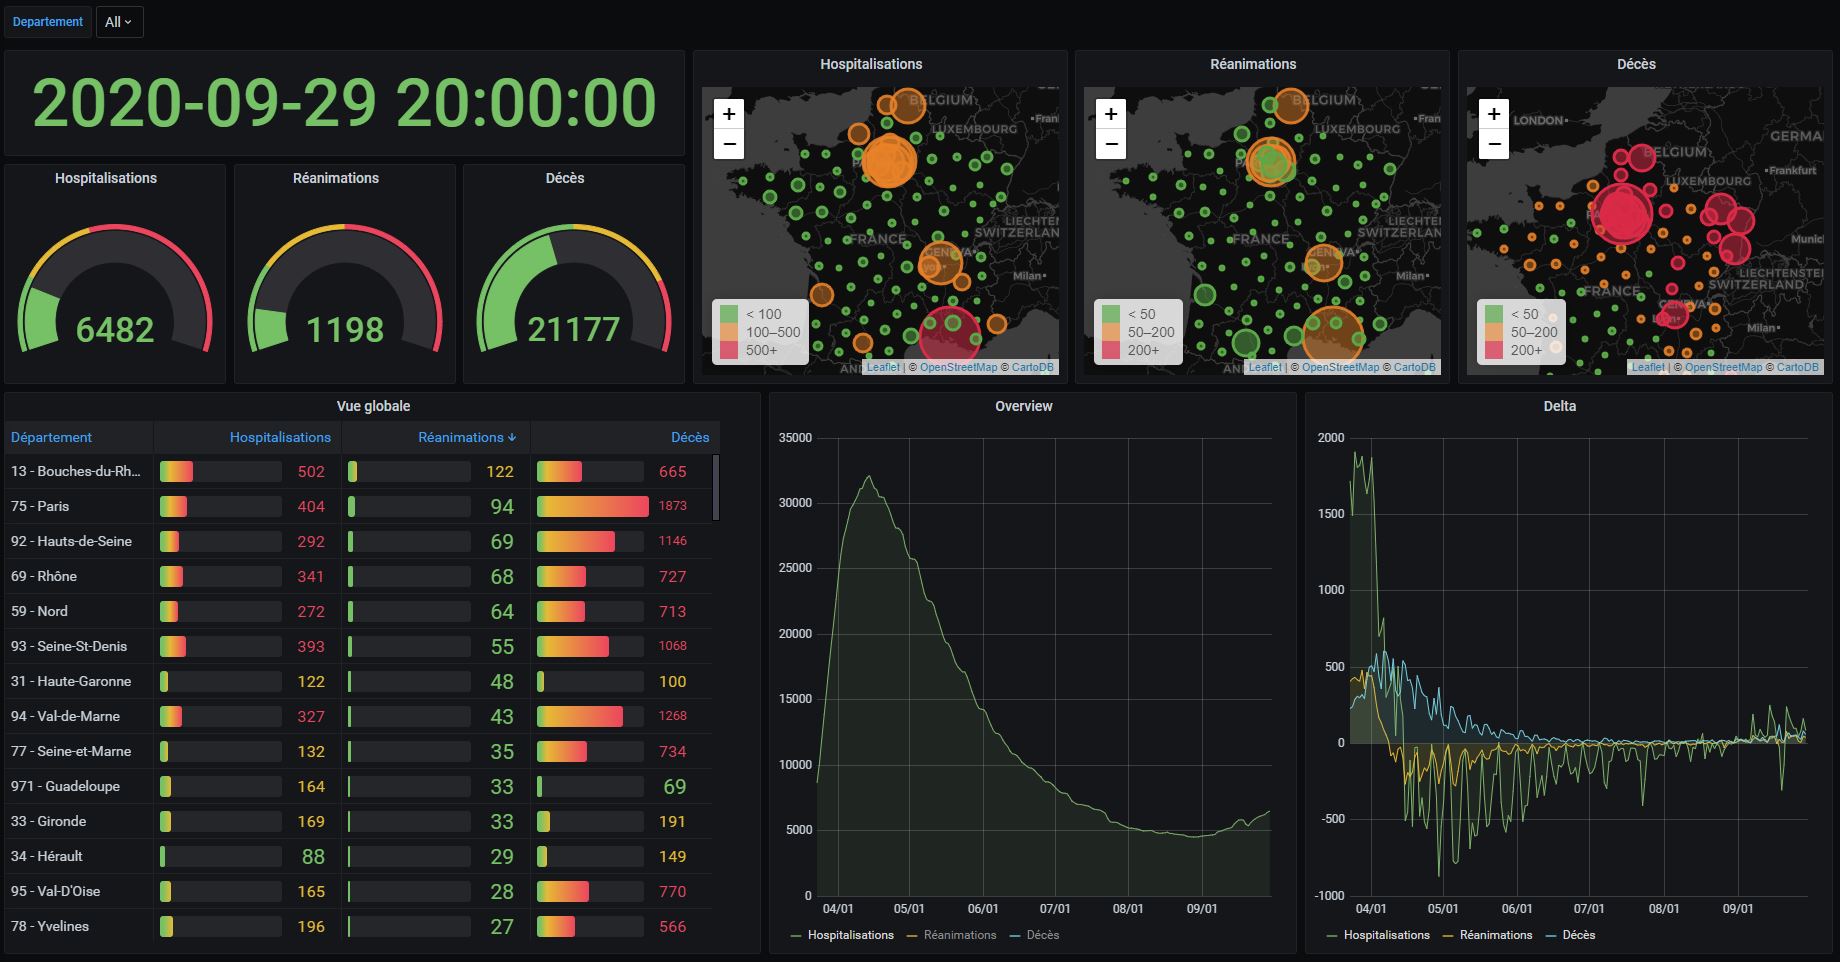 Departement All
2020-09-29 20:00:00
Hospitalisations
6482
Réanimations
1198
Décès
21177
Hospitalisations
+
−
BELGIUM
LUXEMBOURG
FRANCE
GENEVA
LIECHTEN
SWITZERLAN
Milan
< 100
100–500
500+
Leaflet | © OpenStreetMap © CartoDB
Réanimations
+
−
BELGIUM
LUXEMBOURG
FRANCE
GENEVA
LIECHTEN
SWITZERLAN
Milan
< 50
50–200
200+
Leaflet | © OpenStreetMap © CartoDB
Décès
+
−
LONDON
GERMA
BELGIUM
LUXEMBOURG
Frankfurt
Munic
LIECHTENSTEI
SWITZERLAND
FRANCE
GENEVA
Milan
< 50
50–200
200+
Leaflet | © OpenStreetMap © CartoDB
Vue globale
Département Hospitalisations Réanimations Décès
13 - Bouches-du-Rh... 502 122 665
75 - Paris 404 94 1873
92 - Hauts-de-Seine 292 69 1146
69 - Rhône 341 68 727
59 - Nord 272 64 713
93 - Seine-St-Denis 393 55 1068
31 - Haute-Garonne 122 48 100
94 - Val-de-Marne 327 43 1268
77 - Seine-et-Marne 132 35 734
971 - Guadeloupe 164 33 69
33 - Gironde 169 33 191
34 - Hérault 88 29 149
95 - Val-D'Oise 165 28 770
78 - Yvelines 196 27 566
Overview
35000
30000
25000
20000
15000
10000
5000
0
04/01 05/01 06/01 07/01 08/01 09/01
Hospitalisations Réanimations Décès
Delta
2000
1500
1000
500
0
-500
-1000
04/01 05/01 06/01 07/01 08/01 09/01
Hospitalisations Réanimations Décès